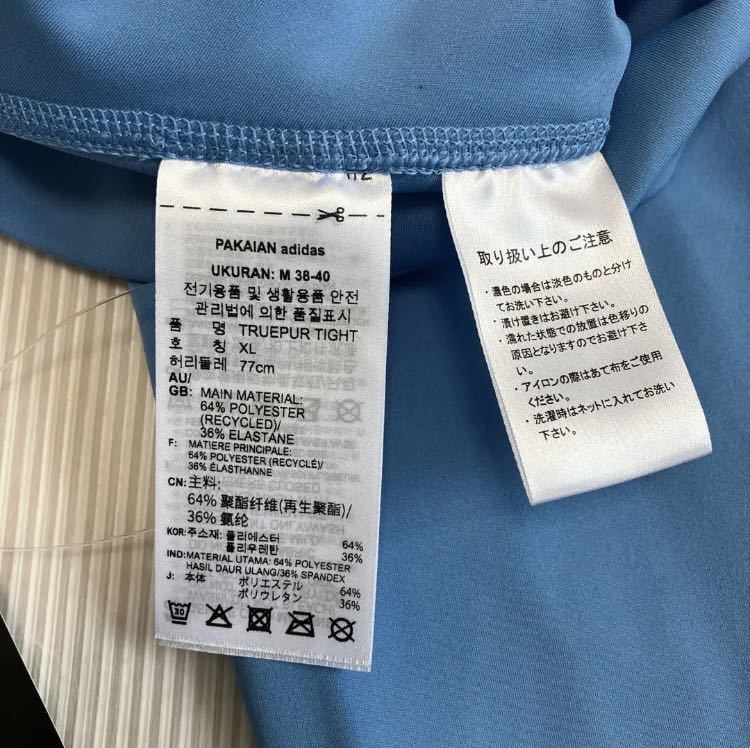 PAKAIAN adidas
UKURAN: M 38-40
전기용품 및 생활용품 안전
관리법에 의한 품질표시
품 명 TRUEPUR TIGHT
호 칭 XL
허리둘레 77cm
AU/
GB: MAIN MATERIAL:
64% POLYESTER
(RECYCLED)/
36% ELASTANE
F: MATIERE PRINCIPALE:
64% POLYESTER (RECYCLÉ)/
36% ÉLASTHANNE
CN: 主料:
64% 聚酯纤维(再生聚酯)/
36% 氨纶
KOR: 주소재: 폴리에스터 64%
폴리우레탄 36%
IND: MATERIAL UTAMA: 64% POLYESTER
HASIL DAUR ULANG/36% SPANDEX
J: 本体 ポリエステル 64%
ポリウレタン 36%
30
取り扱い上のご注意
・濃色の場合は淡色のものと分け
てお洗い下さい。
・漬け置きはお避け下さい。
・濡れた状態での放置は色移りの
原因となりますのでお避け下さ
い。
・アイロンの際はあて布をご使用
ください。
・洗濯時はネットに入れてお洗い
下さい。